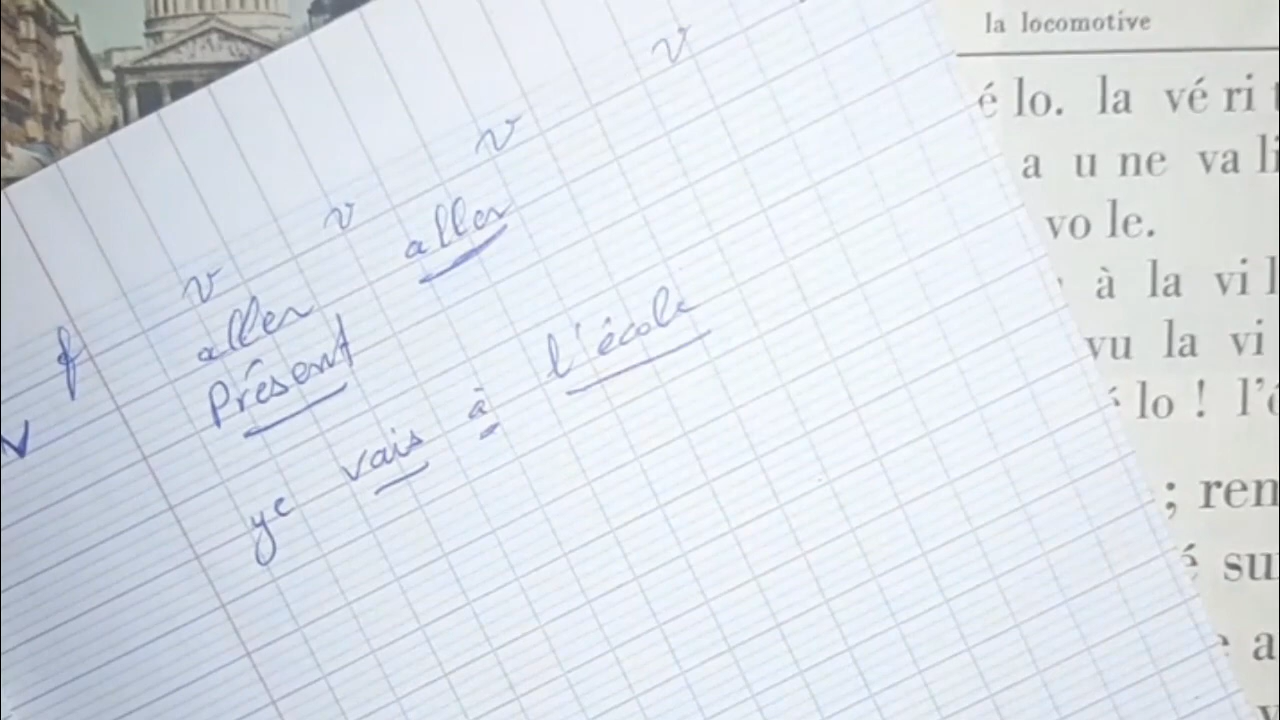 v v v v
f aller aller
Présent
v
ye vais à l'école
la locomotive
é lo. la vé ri
a u ne va li
vo le.
à la vi l
vu la vi
lo ! l'é
; ren
é su
a